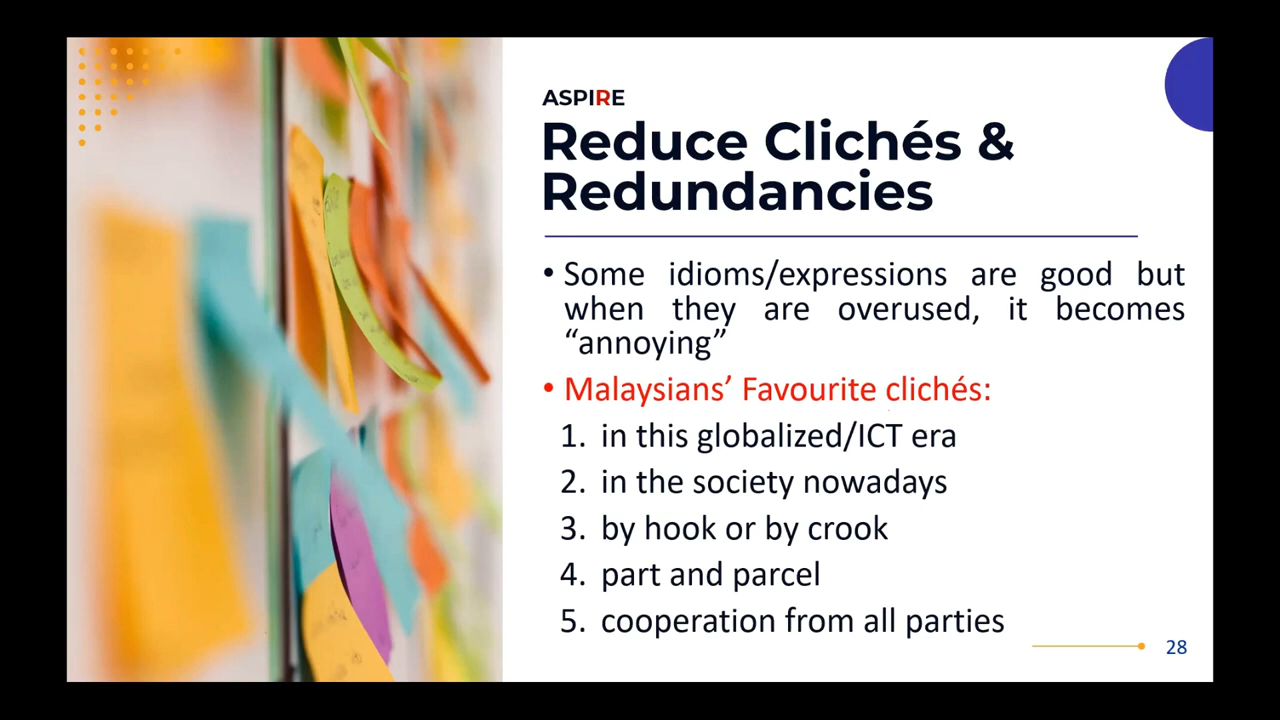 ASPIRE
Reduce Clichés &
Redundancies
• Some idioms/expressions are good but
when they are overused, it becomes
“annoying”
• Malaysians’ Favourite clichés:
1. in this globalized/ICT era
2. in the society nowadays
3. by hook or by crook
4. part and parcel
5. cooperation from all parties
28